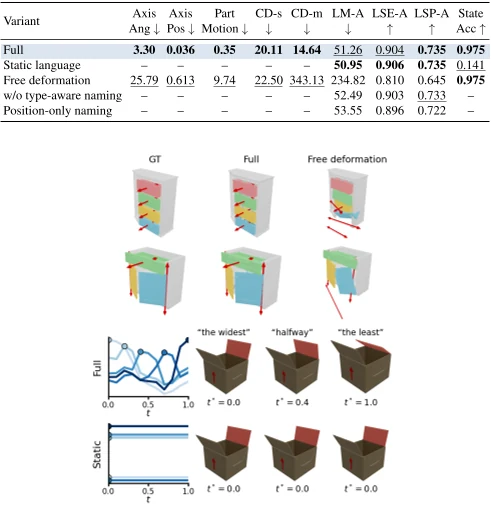 Variant Axis Ang ↓ Axis Pos ↓ Part Motion ↓ CD-s ↓ CD-m ↓ LM-A ↓ LSE-A ↑ LSP-A ↑ State Acc ↑
Full 3.30 0.036 0.35 20.11 14.64 51.26 0.904 0.735 0.975
Static language – – – – – 50.95 0.906 0.735 0.141
Free deformation 25.79 0.613 9.74 22.50 343.13 234.82 0.810 0.645 0.975
w/o type-aware naming – – – – – 52.49 0.903 0.733 –
Position-only naming – – – – – 53.55 0.896 0.722 –
GT Full Free deformation
"the widest" "halfway" "the least"
Full
0.0 0.5 1.0
t
t* = 0.0 t* = 0.4 t* = 1.0
Static
0.0 0.5 1.0
t
t* = 0.0 t* = 0.0 t* = 0.0